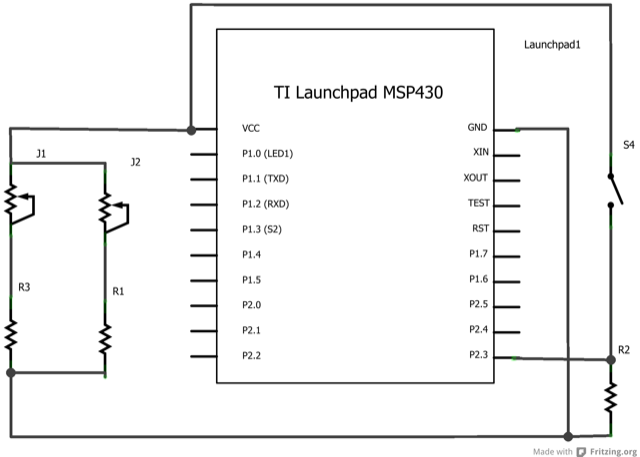 Launchpad1
TI Launchpad MSP430
VCC
GND
P1.0 (LED1)
XIN
P1.1 (TXD)
XOUT
P1.2 (RXD)
TEST
P1.3 (S2)
RST
P1.4
P1.7
P1.5
P1.6
P2.0
P2.5
P2.1
P2.4
P2.2
P2.3
J1
J2
S4
R3
R1
R2
Made with Fritzing.org